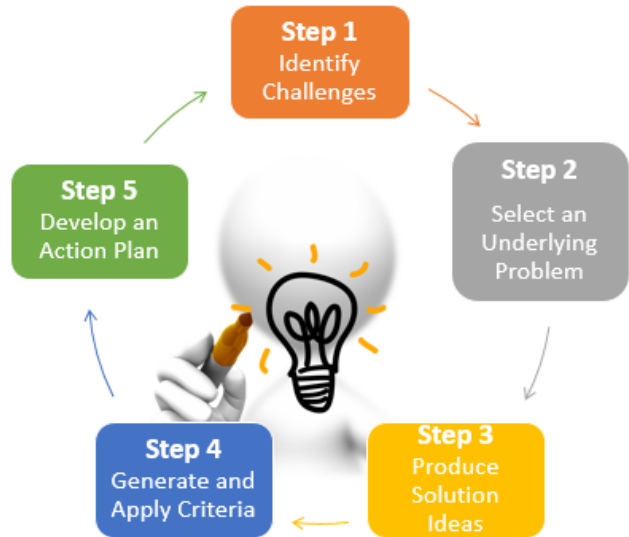 Step 1
Identify
Challenges
Step 2
Select an
Underlying
Problem
Step 3
Produce
Solution
Ideas
Step 4
Generate and
Apply Criteria
Step 5
Develop an
Action Plan